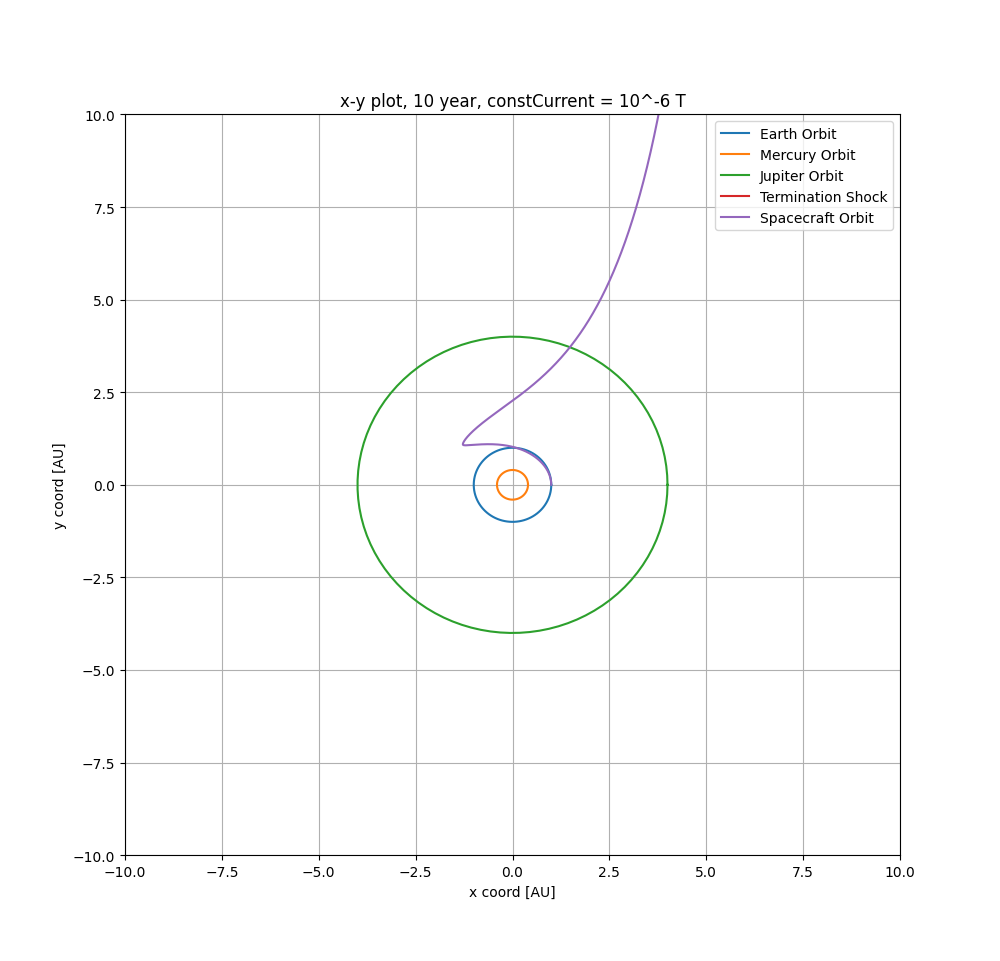 x-y plot, 10 year, constCurrent = 10^-6 T
10.0
7.5
5.0
2.5
0.0
−2.5
−5.0
−7.5
−10.0
y coord [AU]
Earth Orbit
Mercury Orbit
Jupiter Orbit
Termination Shock
Spacecraft Orbit
−10.0 −7.5 −5.0 −2.5 0.0 2.5 5.0 7.5 10.0
x coord [AU]